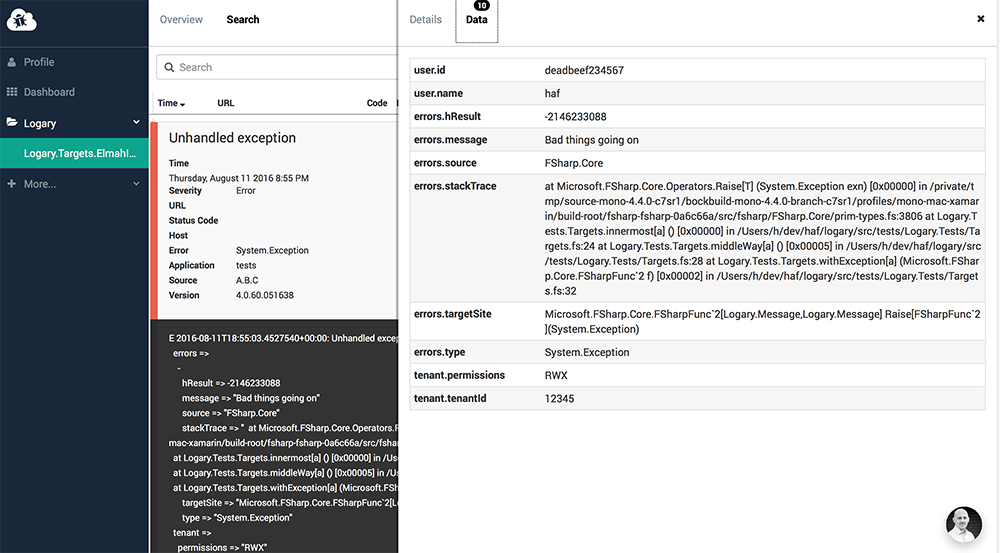 Profile
Dashboard
Logary
Logary.Targets.ElmahI...
More...
Overview
Search
Search
Time
URL
Code
Unhandled exception
Time
Thursday, August 11 2016 8:55 PM
Severity Error
URL
Status Code
Host
Error System.Exception
Application tests
Source A.B.C
Version 4.0.60.051638
E 2016-08-11T18:55:03.4527540+00:00: Unhandled excep
errors =>
-
hResult => -2146233088
message => "Bad things going on"
source => "FSharp.Core"
stackTrace => " at Microsoft.FSharp.Core.Operators.F
mac-xamarin/build-root/fsharp-fsharp-0a6c66a/src/fsha
at Logary.Tests.Targets.innermost[a] () [0x00000] in /Us
at Logary.Tests.Targets.middleWay[a] () [0x00005] in /U
at Logary.Tests.Targets.withException[a] (Microsoft.FS
targetSite => "Microsoft.FSharp.Core.FSharpFunc`2[Lo
type => "System.Exception"
tenant =>
permissions => "RWX"
Details
10
Data
user.id deadbeef234567
user.name haf
errors.hResult -2146233088
errors.message Bad things going on
errors.source FSharp.Core
errors.stackTrace at Microsoft.FSharp.Core.Operators.Raise[T] (System.Exception exn) [0x00000] in /private/t
mp/source-mono-4.4.0-c7sr1/bockbuild-mono-4.4.0-branch-c7sr1/profiles/mono-mac-xama
rin/build-root/fsharp-fsharp-0a6c66a/src/fsharp/FSharp.Core/prim-types.fs:3806 at Logary.T
ests.Targets.innermost[a] () [0x00000] in /Users/h/dev/haf/logary/src/tests/Logary.Tests/Ta
rgets.fs:24 at Logary.Tests.Targets.middleWay[a] () [0x00005] in /Users/h/dev/haf/logary/src
/tests/Logary.Tests/Targets.fs:28 at Logary.Tests.Targets.withException[a] (Microsoft.FSha
rp.Core.FSharpFunc`2 f) [0x00002] in /Users/h/dev/haf/logary/src/tests/Logary.Tests/Target
s.fs:32
errors.targetSite Microsoft.FSharp.Core.FSharpFunc`2[Logary.Message,Logary.Message] Raise[FSharpFunc`2
](System.Exception)
errors.type System.Exception
tenant.permissions RWX
tenant.tenantId 12345